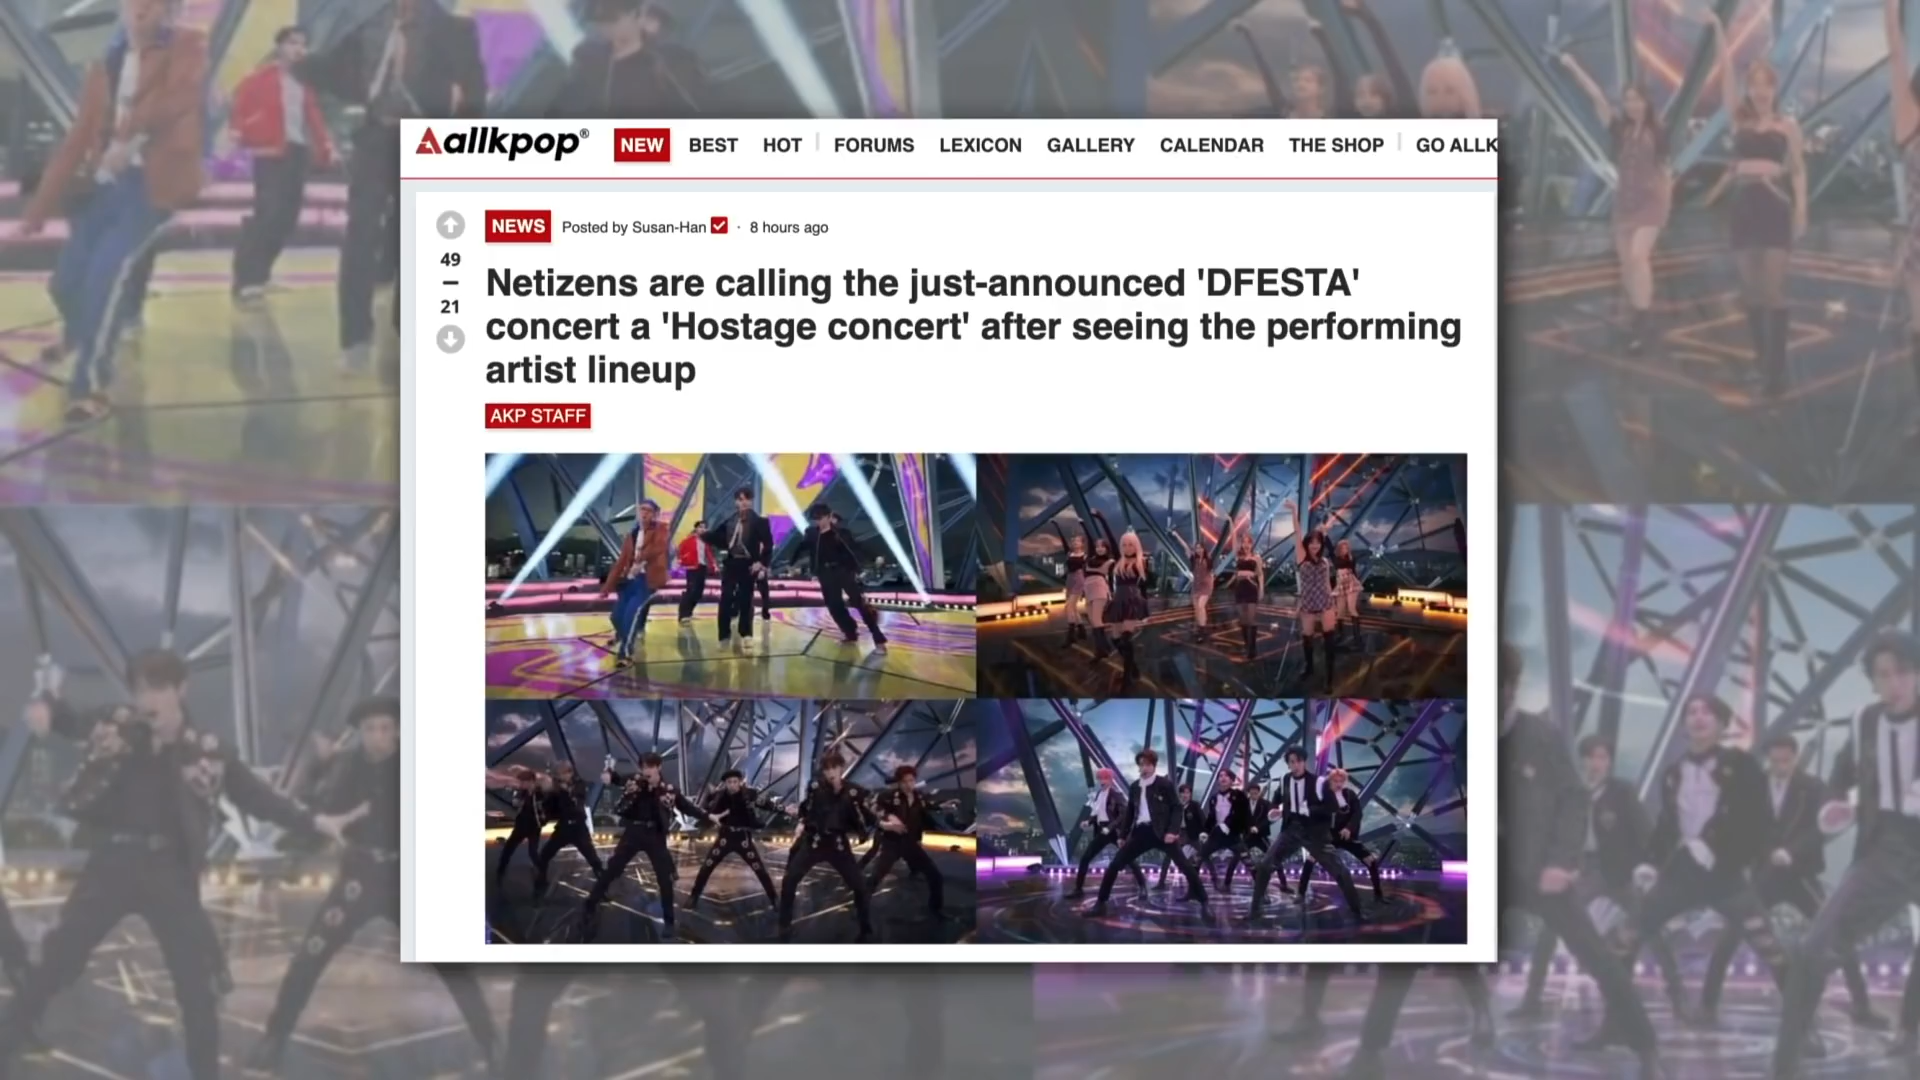 allkpop®
NEW BEST HOT FORUMS LEXICON GALLERY CALENDAR THE SHOP GO ALLK
NEWS Posted by Susan-Han · 8 hours ago
49
21
Netizens are calling the just-announced 'DFESTA'
concert a 'Hostage concert' after seeing the performing
artist lineup
AKP STAFF